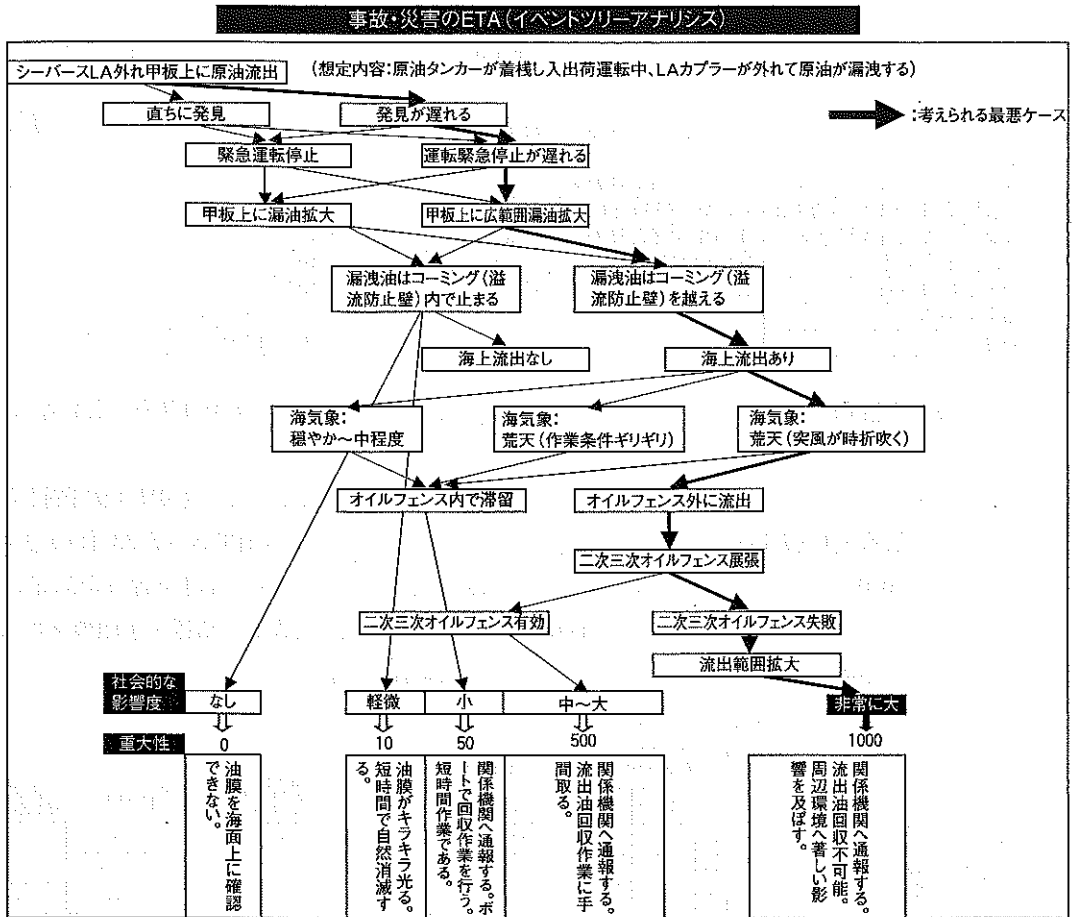 事故・災害のETA(イベントツリーアナリシス)
シーバースLA外れ甲板上に原油流出
(想定内容:原油タンカーが着桟し入出荷運転中、LAカプラーが外れて原油が漏洩する)
直ちに発見
発見が遅れる
:考えられる最悪ケース
緊急運転停止
運転緊急停止が遅れる
甲板上に漏油拡大
甲板上に広範囲漏油拡大
漏洩油はコーミング(溢
流防止壁)内で止まる
漏洩油はコーミング(溢
流防止壁)を越える
海上流出なし
海上流出あり
海気象:
穏やか〜中程度
海気象:
荒天(作業条件ギリギリ)
海気象:
荒天(突風が時折吹く)
オイルフェンス内で滞留
オイルフェンス外に流出
二次三次オイルフェンス展張
二次三次オイルフェンス有効
二次三次オイルフェンス失敗
流出範囲拡大
社会的な
影響度
なし
軽微
小
中〜大
非常に大
重大性
0
10
50
500
1000
油膜を海面上に確認
できない。
油膜がキラキラ光る。
短時間で自然消滅す
る。
関係機関へ通報する。ボ
ートで回収作業を行う。
短時間作業である。
関係機関へ通報する。
流出油回収作業に手
間取る。
関係機関へ通報する。
流出油回収不可能。
周辺環境へ著しい影
響を及ぼす。